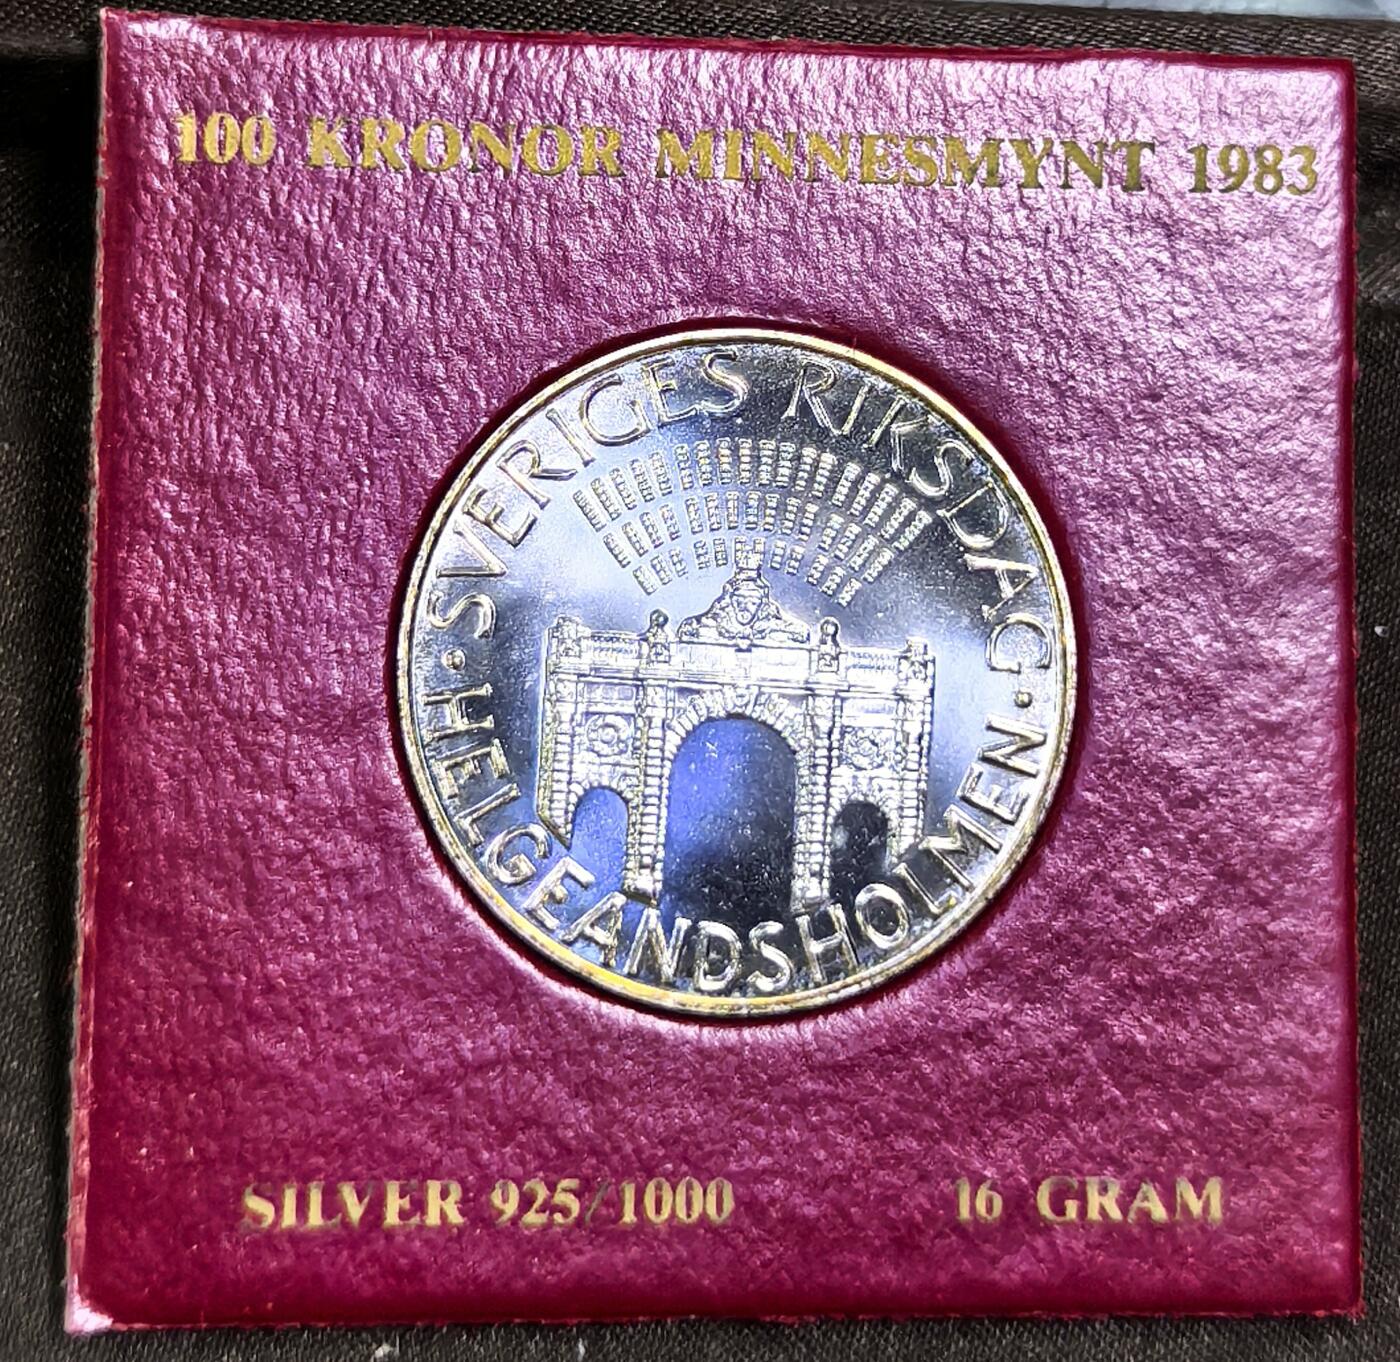 100 KRONOR MINNESMYNT 1983
SVERIGES RIKSDAG · HELGEANDSHOLMEN ·
SILVER 925/1000 16 GRAM